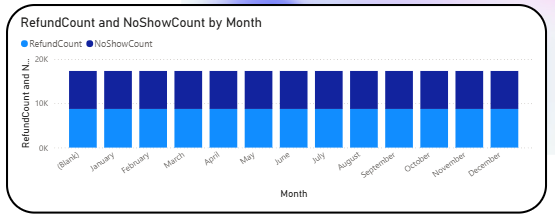 RefundCount and NoShowCount by Month
RefundCount NoShowCount
RefundCount and N...
20K
10K
0K
(Blank) January February March April May June July August September October November December
Month